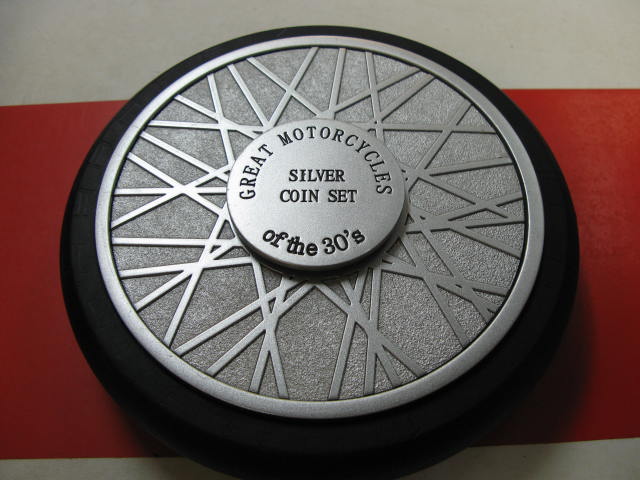 GREAT MOTORCYCLES
SILVER
COIN SET
of the 30's